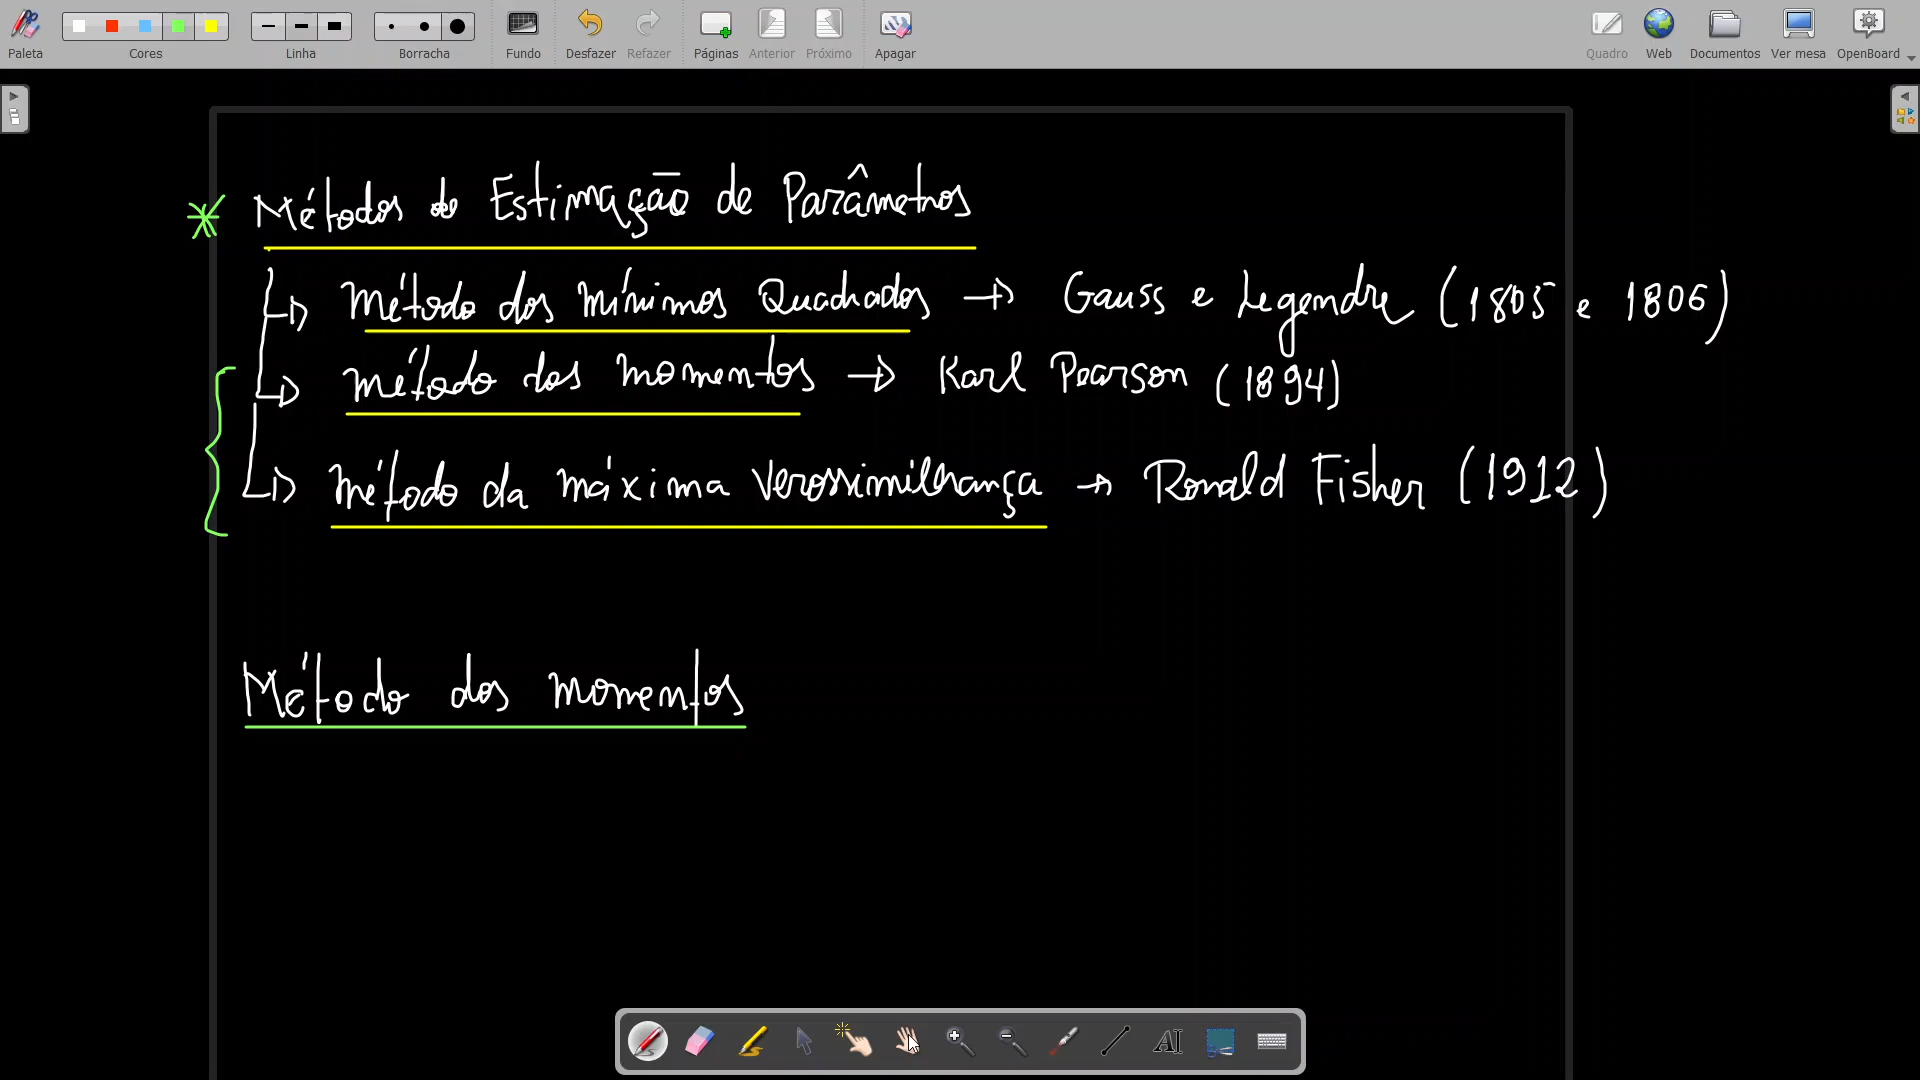 Paleta Cores Linha Borracha Fundo Desfazer Refazer Páginas Anterior Próximo Apagar Quadro Web Documentos Ver mesa OpenBoard
* Métodos de Estimação de Parâmetros
→ Método dos mínimos Quadrados → Gauss e Legendre (1805 e 1806)
→ método dos momentos → Karl Pearson (1894)
→ método da máxima verossimilhança → Ronald Fisher (1912)
Método dos momentos